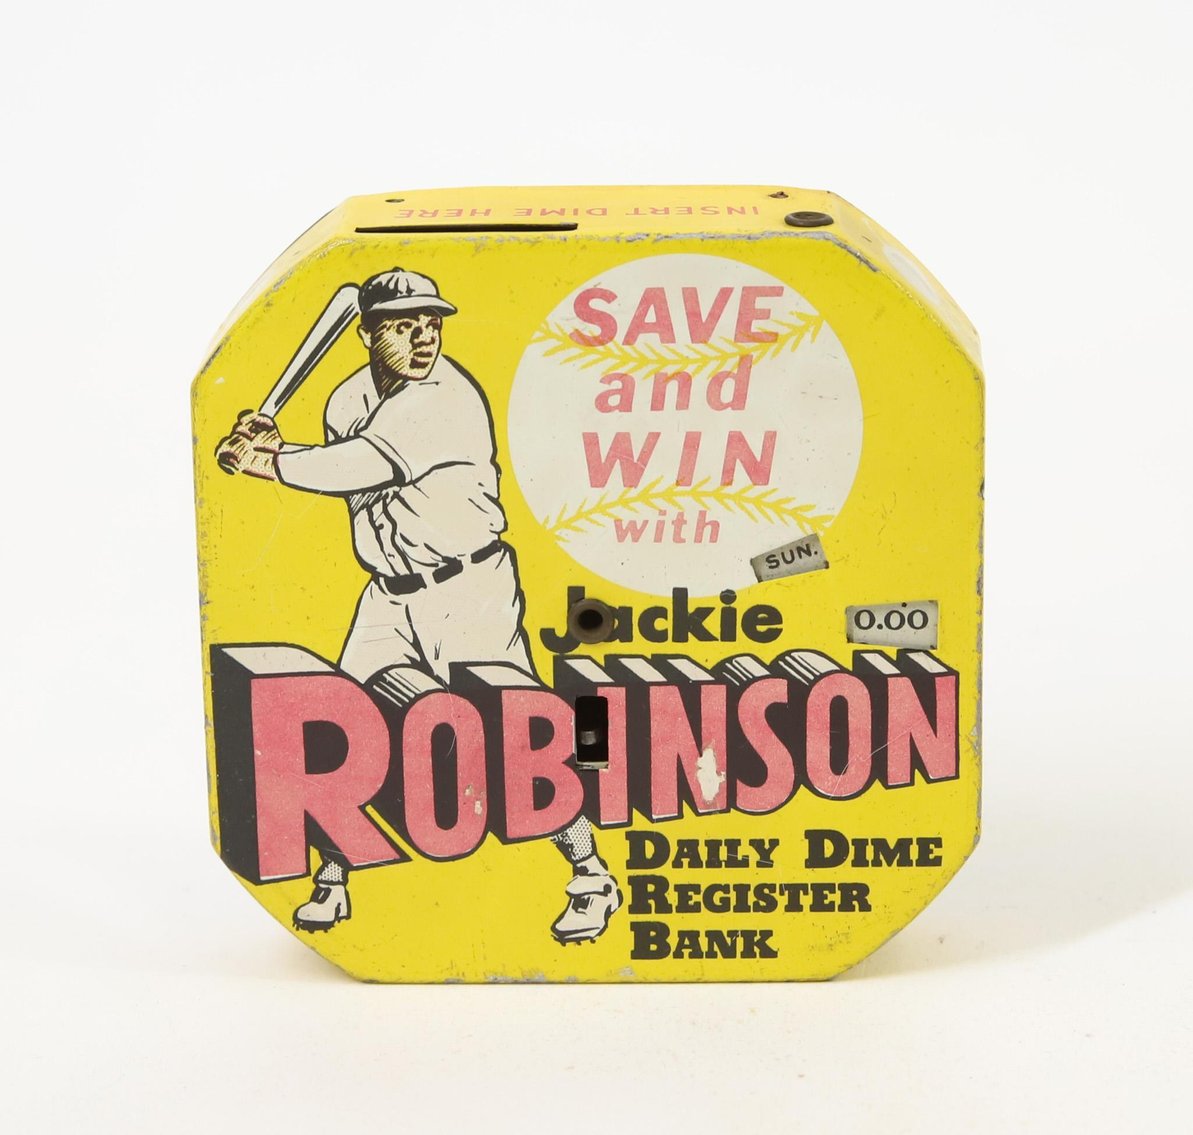 INSERT DIME HERE
SAVE
and
WIN
with
SUN.
Jackie
0.00
ROBINSON
DAILY DIME
REGISTER
BANK